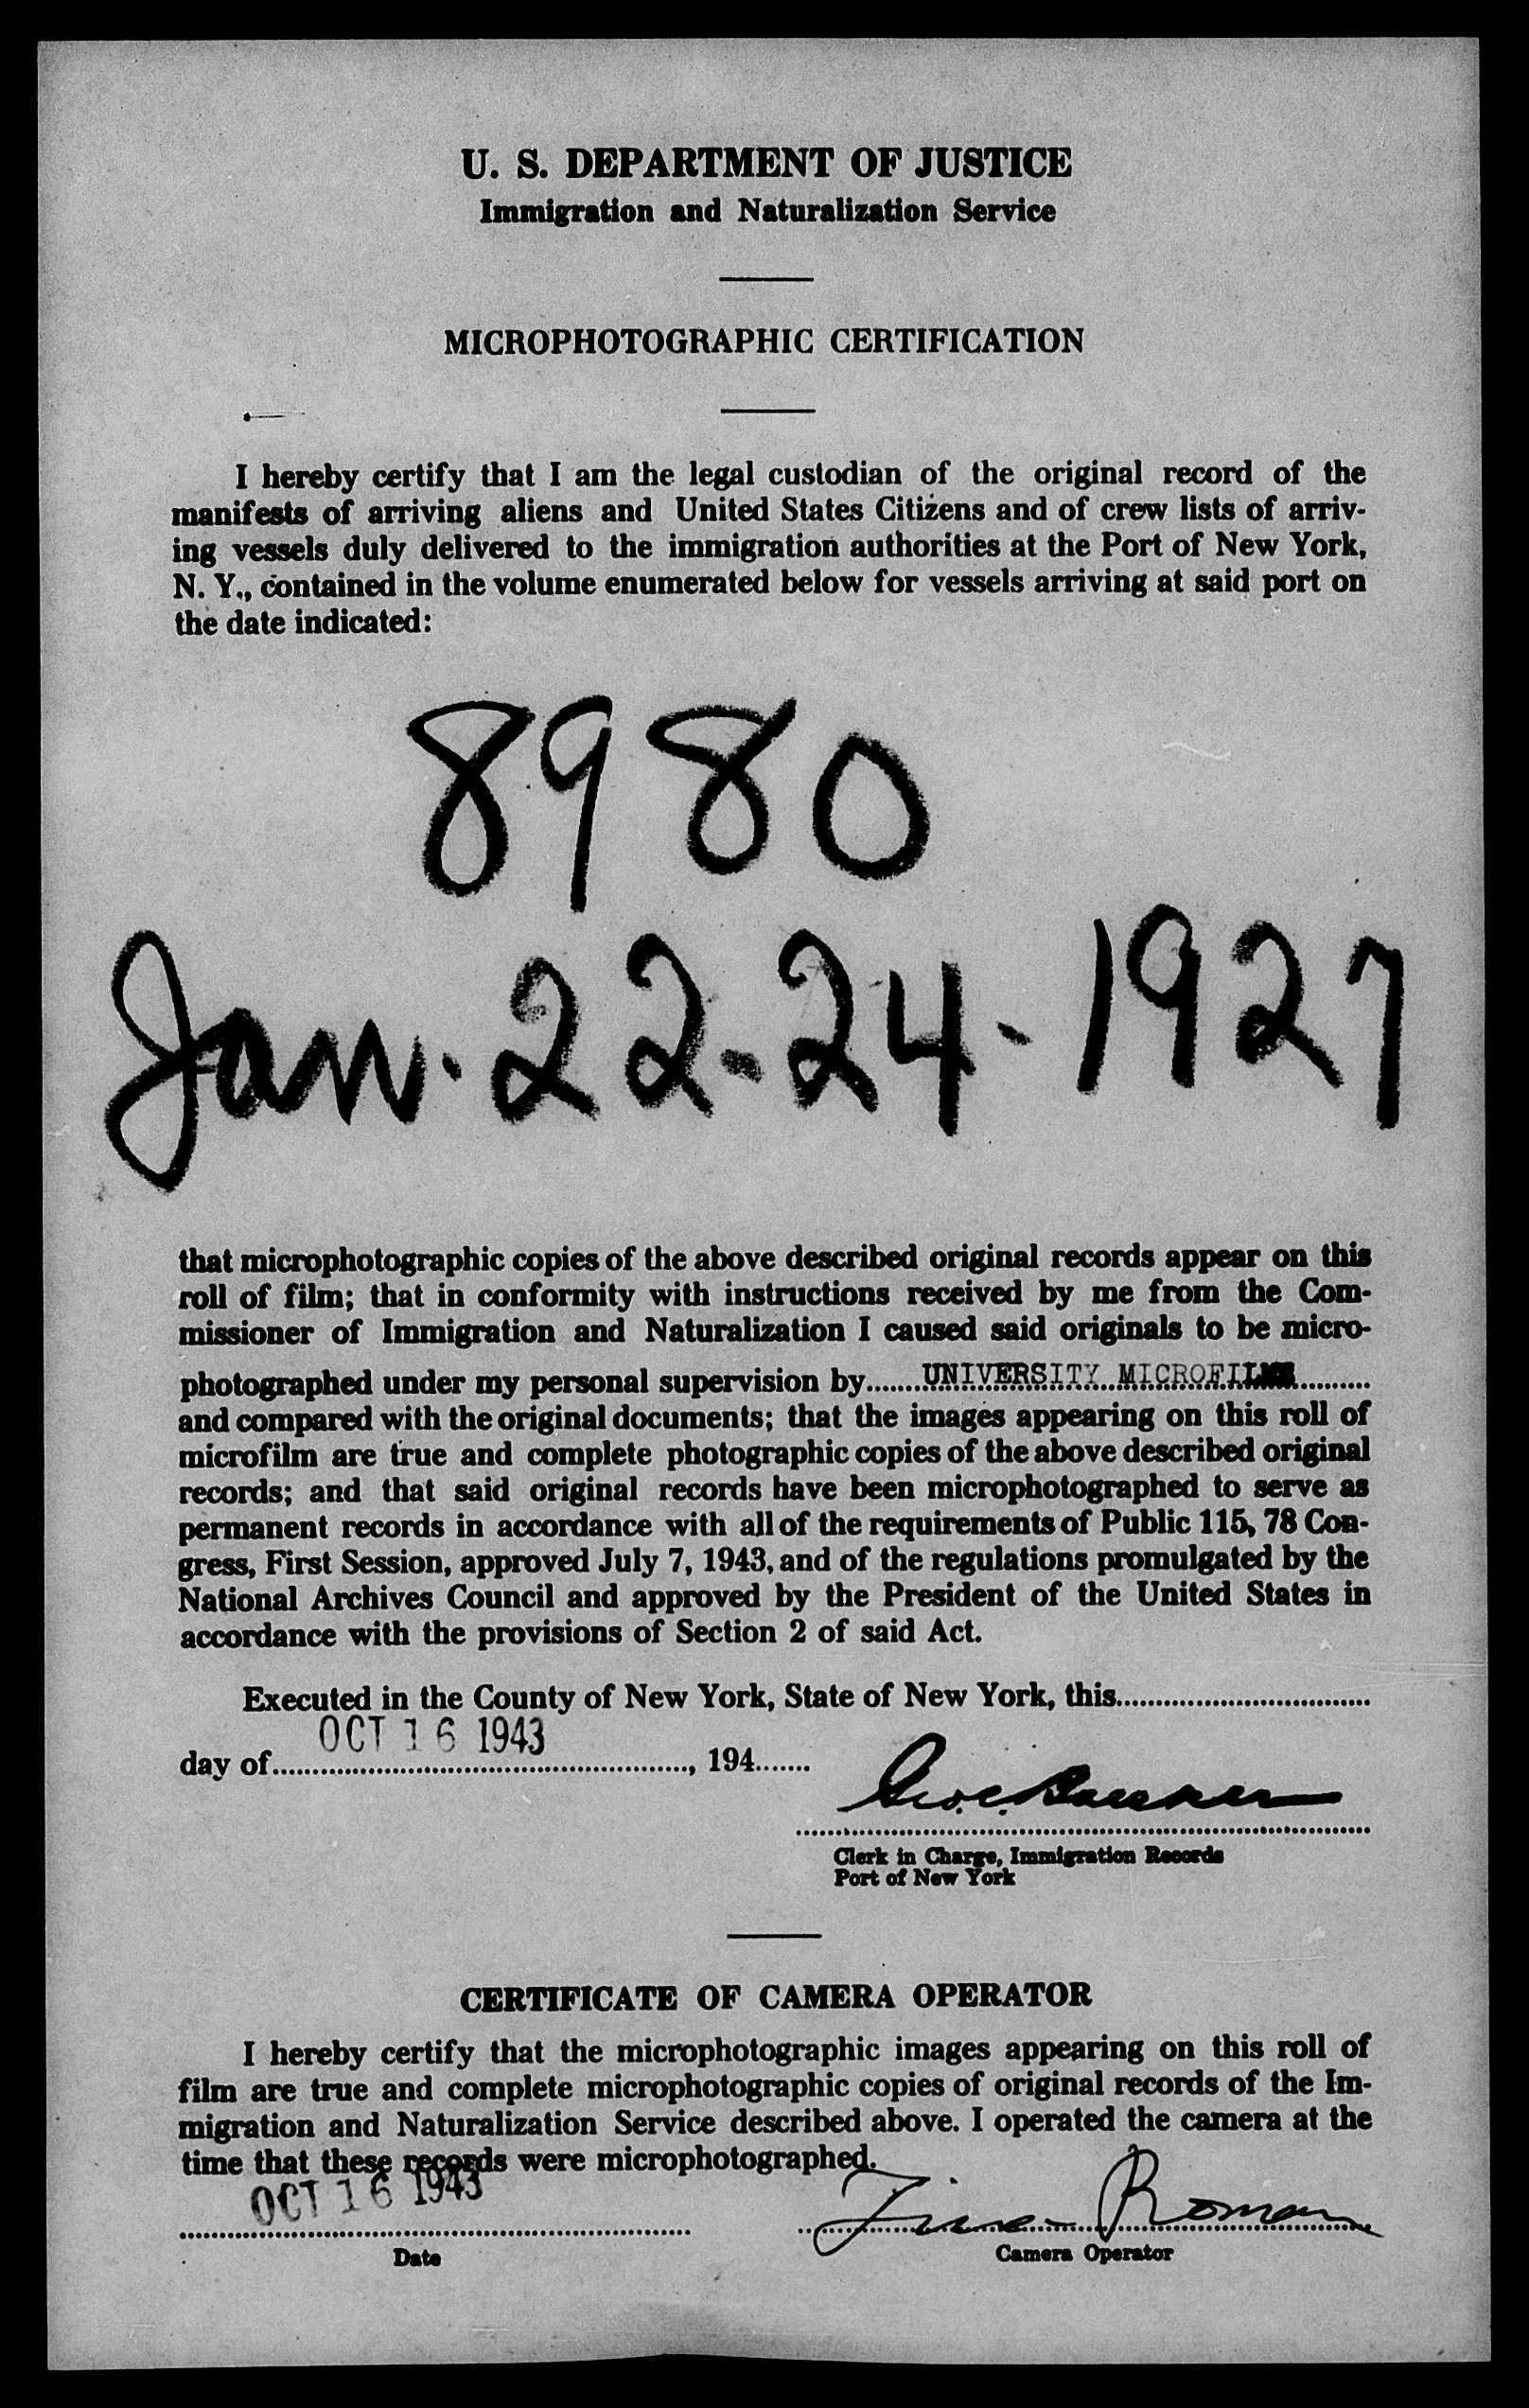 U. S. DEPARTMENT OF JUSTICE
Immigration and Naturalization Service
MICROPHOTOGRAPHIC CERTIFICATION
I hereby certify that I am the legal custodian of the original record of the
manifests of arriving aliens and United States Citizens and of crew lists of arriv-
ing vessels duly delivered to the immigration authorities at the Port of New York,
N. Y., contained in the volume enumerated below for vessels arriving at said port on
the date indicated:
8980
Jan. 22-24-1927
that microphotographic copies of the above described original records appear on this
roll of film; that in conformity with instructions received by me from the Com-
missioner of Immigration and Naturalization I caused said originals to be micro-
photographed under my personal supervision by UNIVERSITY MICROFILMS
and compared with the original documents; that the images appearing on this roll of
microfilm are true and complete photographic copies of the above described original
records; and that said original records have been microphotographed to serve as
permanent records in accordance with all of the requirements of Public 115, 78 Con-
gress, First Session, approved July 7, 1943, and of the regulations promulgated by the
National Archives Council and approved by the President of the United States in
accordance with the provisions of Section 2 of said Act.
Executed in the County of New York, State of New York, this
OCT 16 1943
day of, 194
Clerk in Charge, Immigration Records
Port of New York
CERTIFICATE OF CAMERA OPERATOR
I hereby certify that the microphotographic images appearing on this roll of
film are true and complete microphotographic copies of original records of the Im-
migration and Naturalization Service described above. I operated the camera at the
time that these records were microphotographed.
OCT 16 1943
Roman
Date
Camera Operator